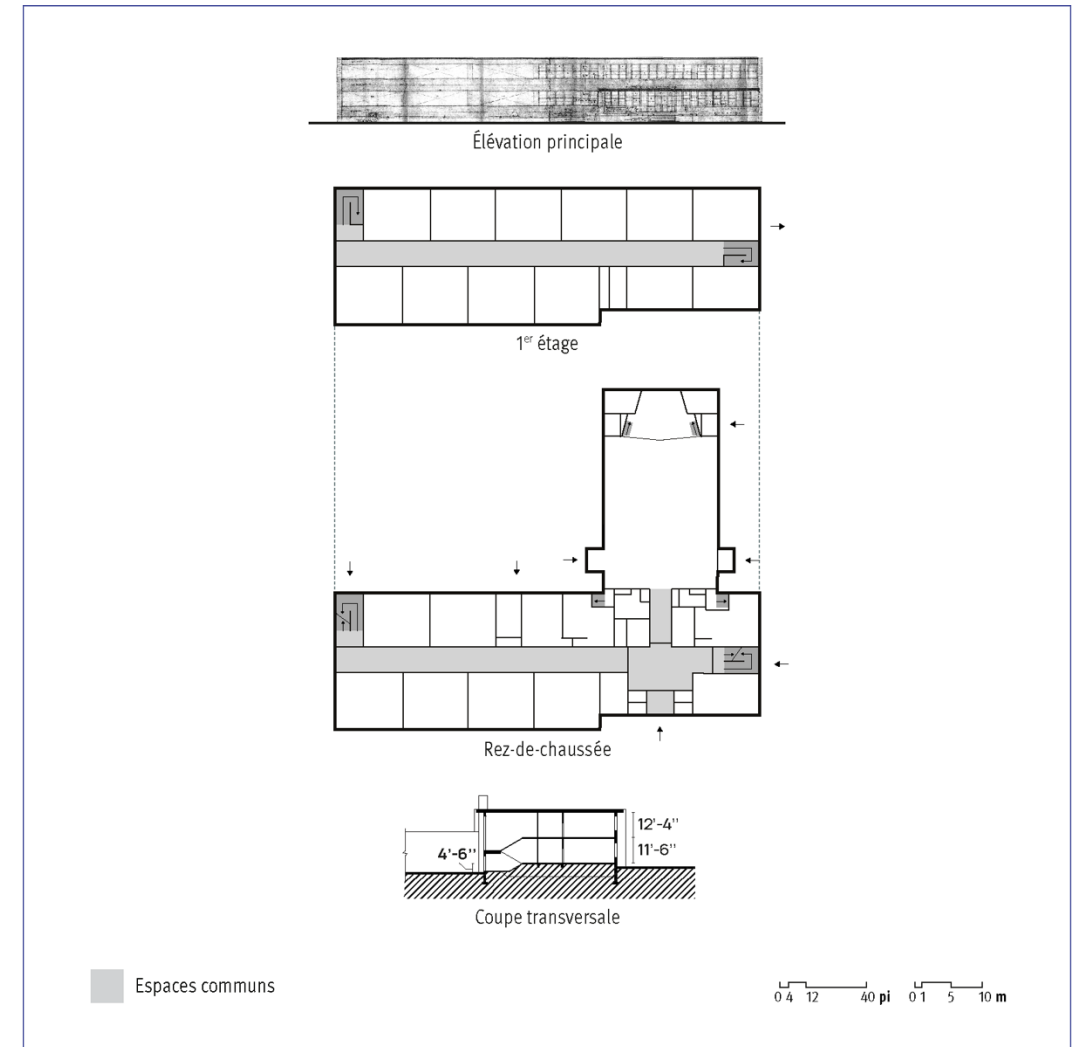 Élévation principale
1er étage
Rez-de-chaussée
12'-4''
4'-6''
11'-6''
Coupe transversale
Espaces communs
0 4 12 40 pi 0 1 5 10 m